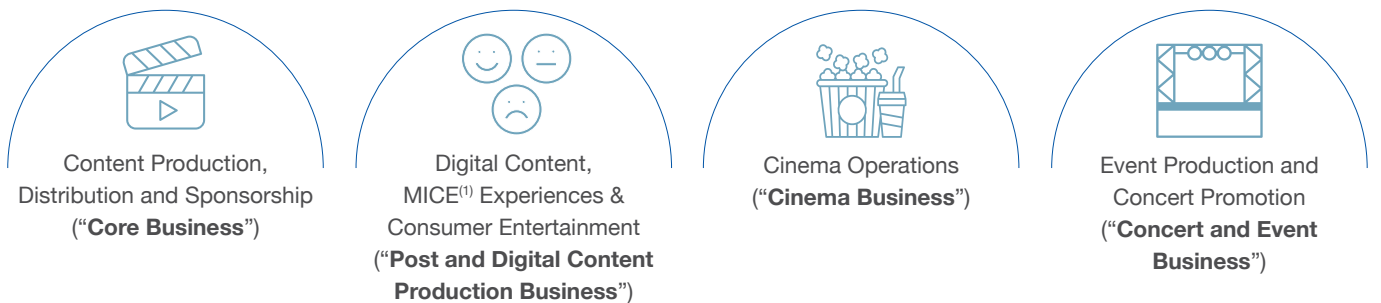 Content Production,
Distribution and Sponsorship
(“Core Business”)
Digital Content,
MICE(1) Experiences &
Consumer Entertainment
(“Post and Digital Content
Production Business”)
Cinema Operations
(“Cinema Business”)
Event Production and
Concert Promotion
(“Concert and Event
Business”)